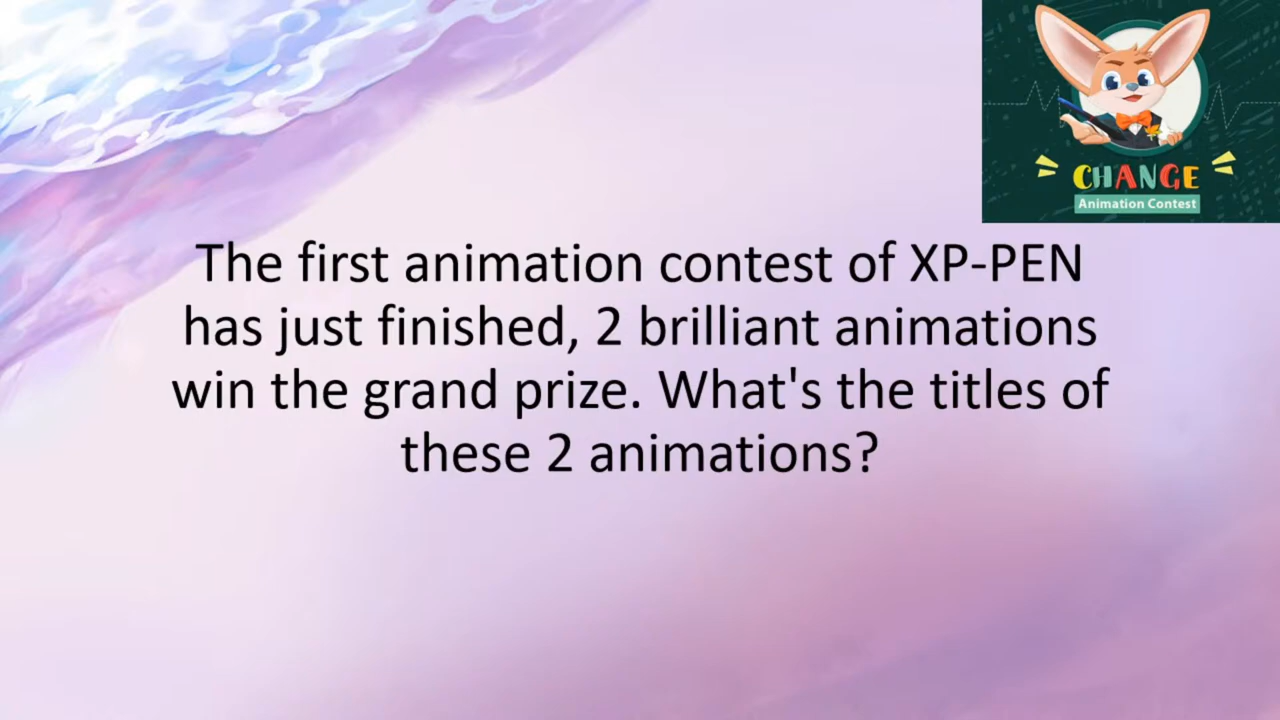 CHANGE
Animation Contest
The first animation contest of XP-PEN
has just finished, 2 brilliant animations
win the grand prize. What's the titles of
these 2 animations?